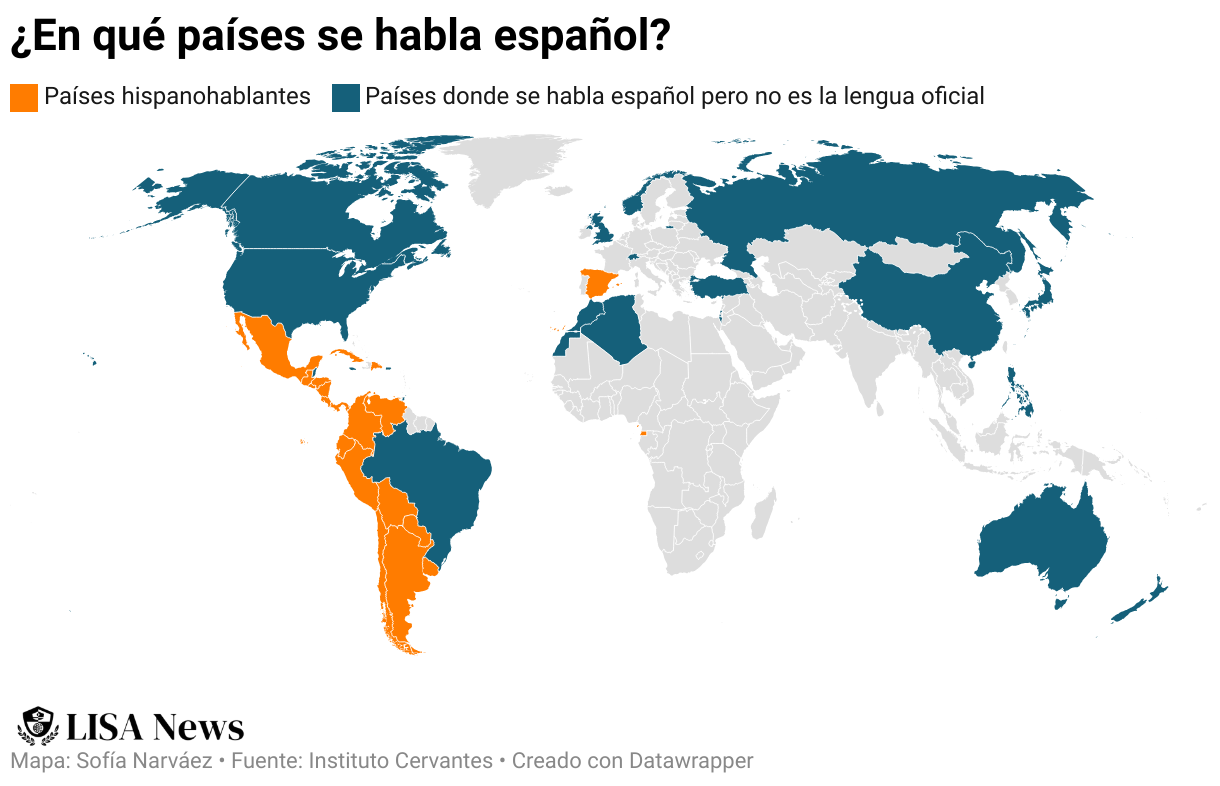 ¿En qué países se habla español?
Países hispanohablantes Países donde se habla español pero no es la lengua oficial
LISA News
Mapa: Sofía Narváez • Fuente: Instituto Cervantes • Creado con Datawrapper